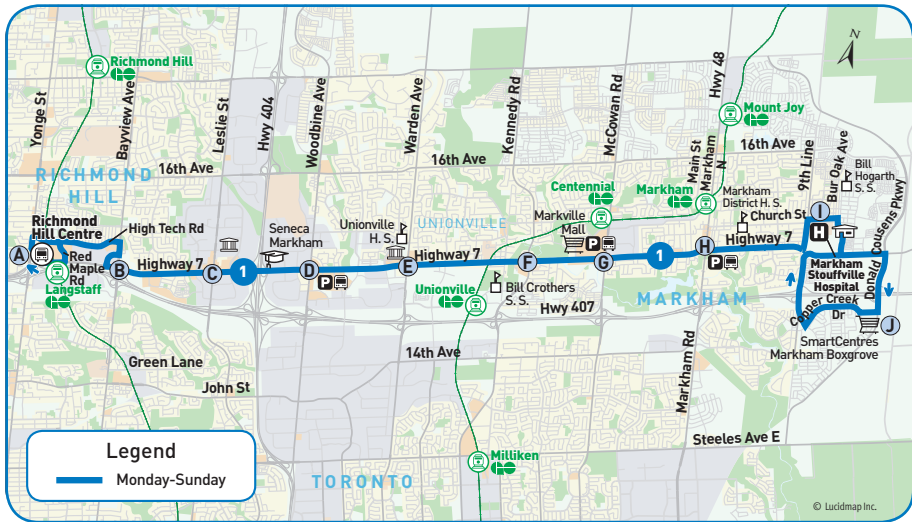 Richmond Hill
Yonge St
Bayview Ave
Leslie St
Hwy 404
Woodbine Ave
Warden Ave
Kennedy Rd
McCowan Rd
Hwy 48
N
Mount Joy
16th Ave
16th Ave
16th Ave
Main St
Markham
N
9th Line
Bur Oak Ave
Bill
Hogarth
S. S.
Donald Cousens Pkwy
RICHMOND
HILL
Centennial
Markham
Markham
District H. S.
Church St
I
Richmond
Hill Centre
High Tech Rd
Seneca
Markham
Unionville
H. S.
UNIONVILLE
Markville
Mall
P
H
A
Red
Maple
Rd
B
Highway 7
C
1
D
E
Highway 7
F
G
1
H
Highway 7
Markham
Stouffville
Hospital
Langstaff
P
P
Unionville
Bill Crothers
S. S.
Hwy 407
MARKHAM
Copper Creek
Dr
J
SmartCentres
Markham Boxgrove
Green Lane
14th Ave
John St
Markham Rd
Steeles Ave E
Milliken
TORONTO
Legend
Monday-Sunday
© Lucidmap Inc.